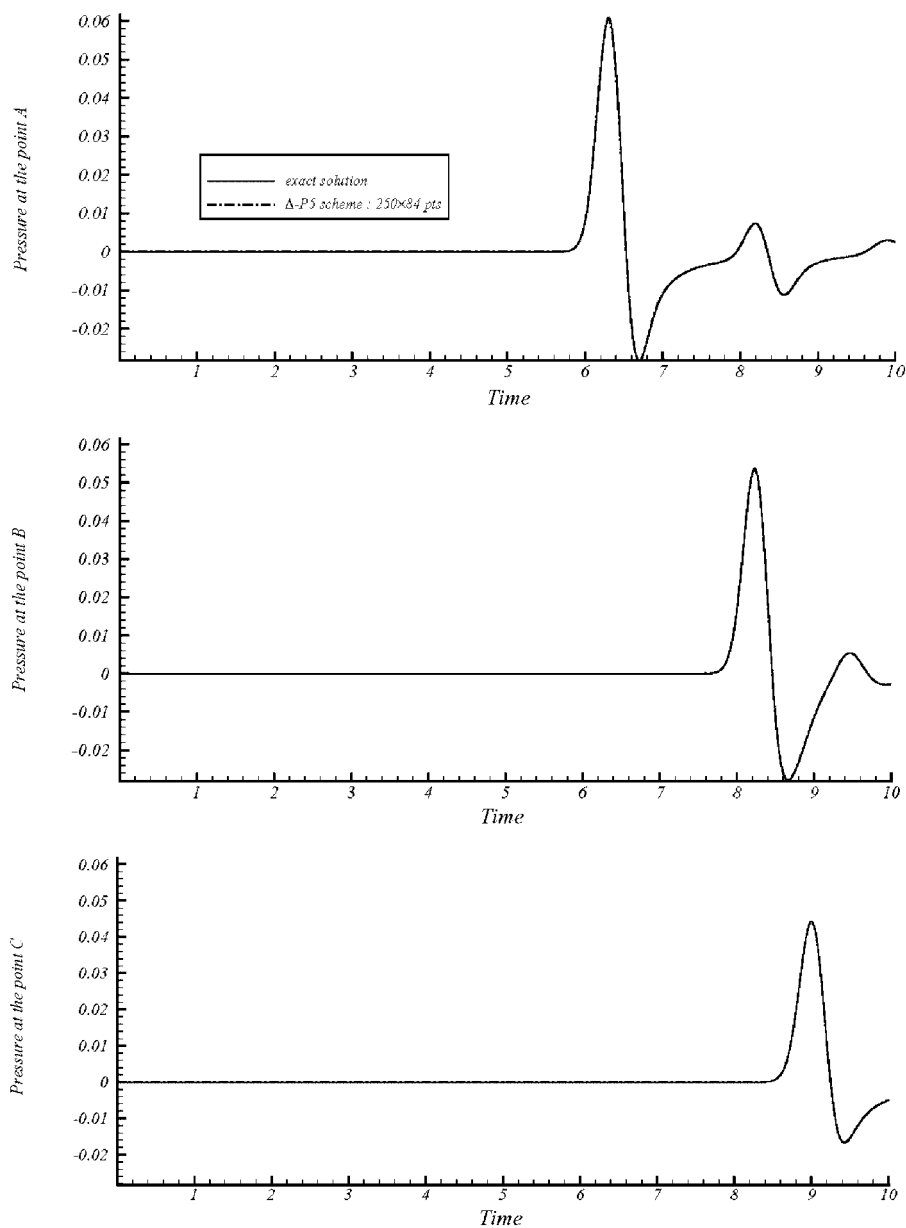 Pressure at the point A
0.06
0.05
0.04
0.03
0.02
0.01
0
-0.01
-0.02
exact solution
Δ-P5 scheme : 250×84 pts
1 2 3 4 5 6 7 8 9 10
Time
Pressure at the point B
0.06
0.05
0.04
0.03
0.02
0.01
0
-0.01
-0.02
1 2 3 4 5 6 7 8 9 10
Time
Pressure at the point C
0.06
0.05
0.04
0.03
0.02
0.01
0
-0.01
-0.02
1 2 3 4 5 6 7 8 9 10
Time